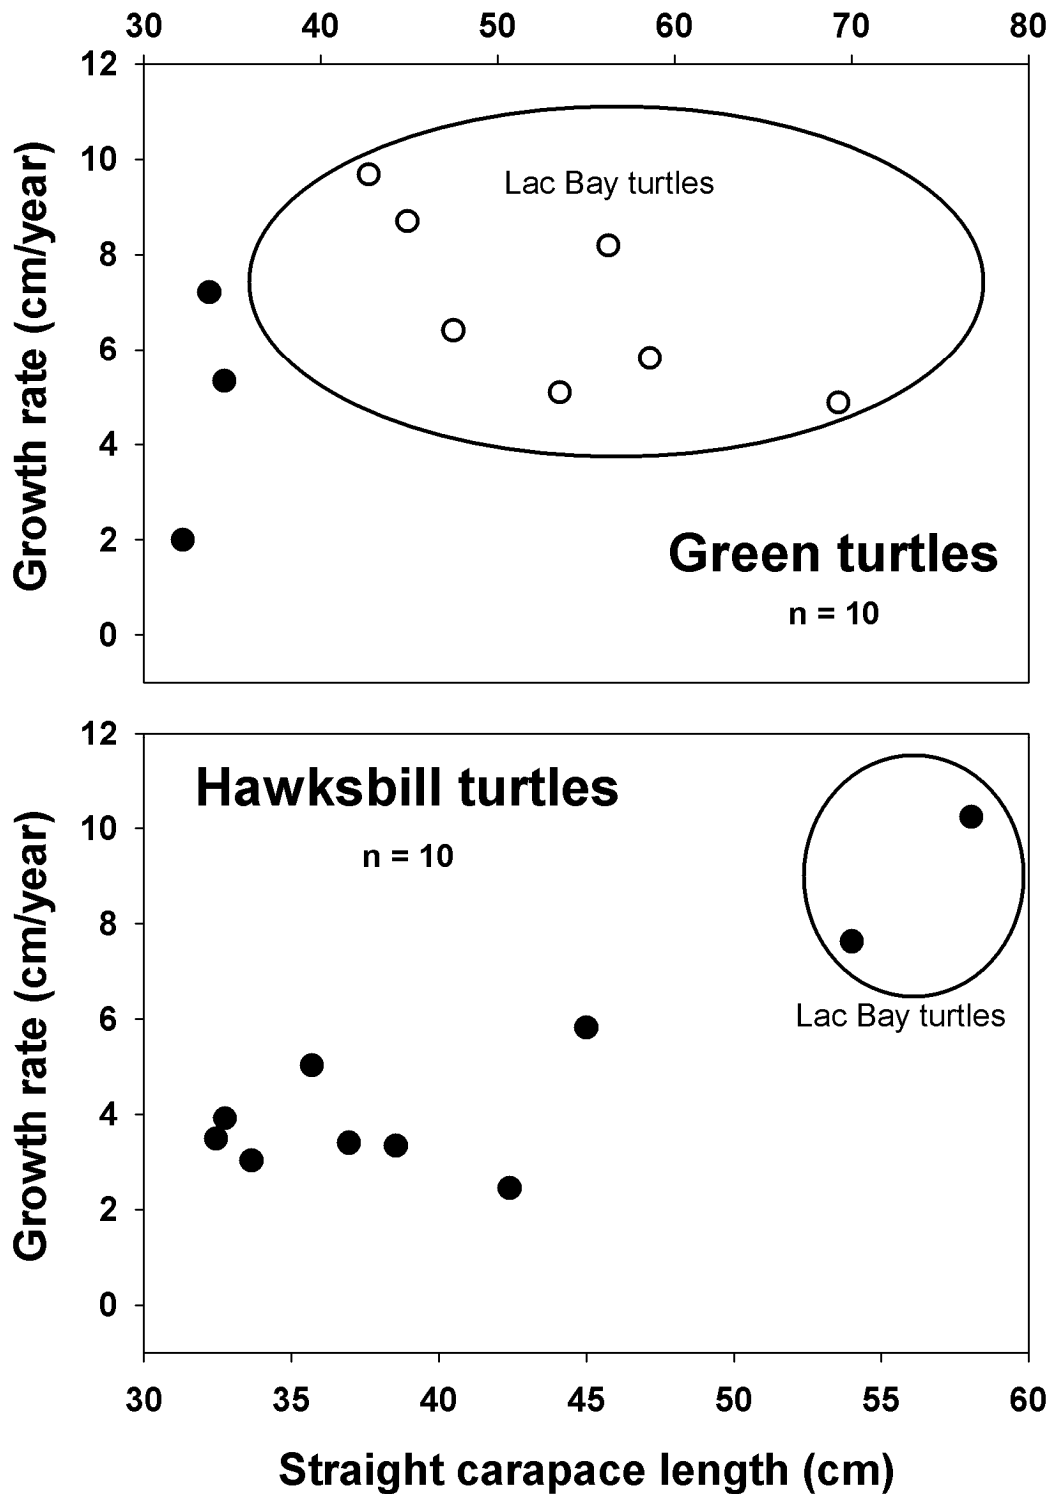 30 40 50 60 70 80
12
10
8
6
4
2
0
Growth rate (cm/year)
Lac Bay turtles
Green turtles
n = 10
12
10
8
6
4
2
0
Growth rate (cm/year)
Hawksbill turtles
n = 10
Lac Bay turtles
30 35 40 45 50 55 60
Straight carapace length (cm)